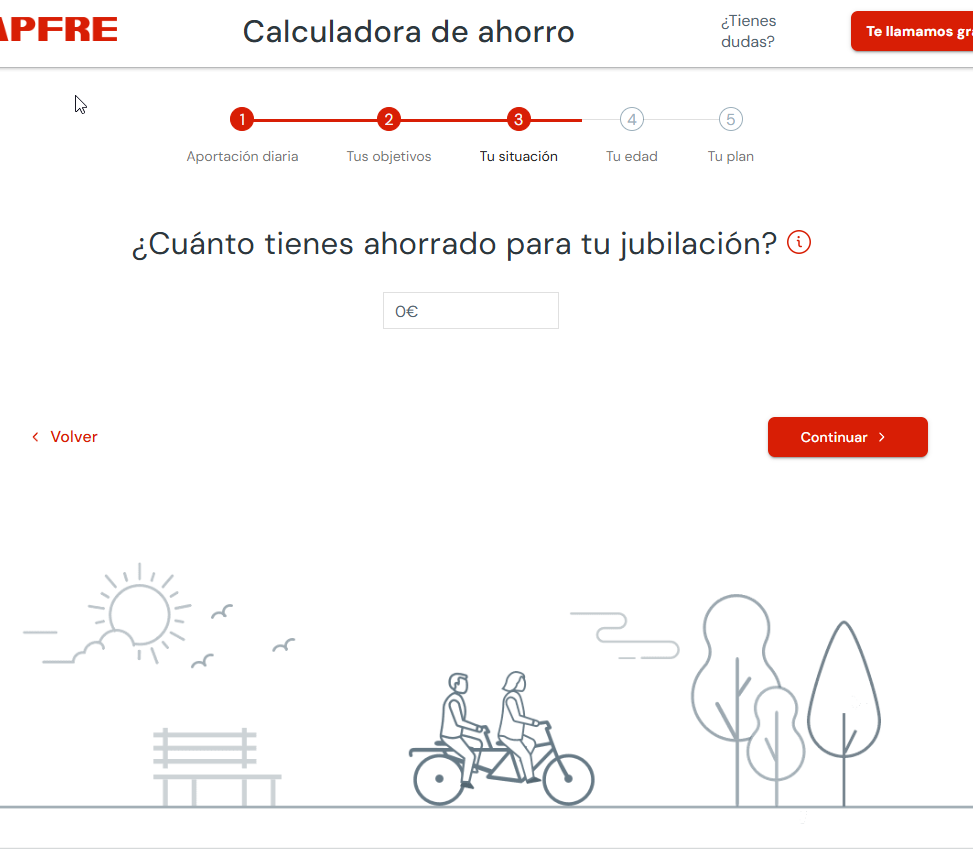 APFRE
Calculadora de ahorro
¿Tienes
dudas?
Te llamamos gra
1
2
3
4
5
Aportación diaria
Tus objetivos
Tu situación
Tu edad
Tu plan
¿Cuánto tienes ahorrado para tu jubilación?
0€
Volver
Continuar